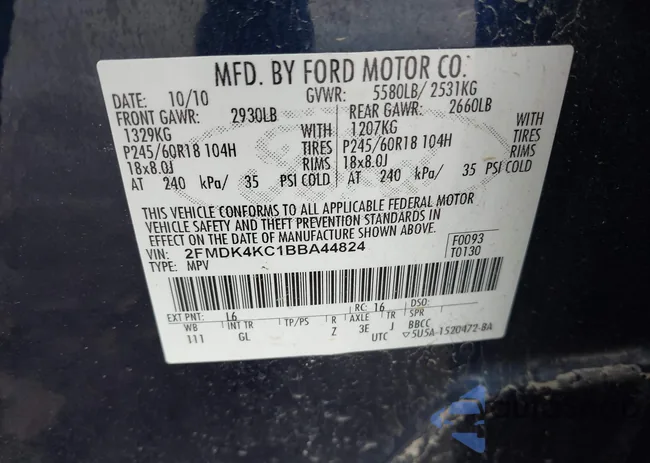 MFD. BY FORD MOTOR CO.
DATE: 10/10 GVWR: 5580LB/ 2531KG
FRONT GAWR: 2930LB REAR GAWR: 2660LB
1329KG WITH 1207KG WITH
P245/60R18 104H TIRES P245/60R18 104H TIRES
18x8.0J RIMS 18x8.0J RIMS
AT 240 kPa/ 35 PSI COLD AT 240 kPa/ 35 PSI COLD
THIS VEHICLE CONFORMS TO ALL APPLICABLE FEDERAL MOTOR
VEHICLE SAFETY AND THEFT PREVENTION STANDARDS IN
EFFECT ON THE DATE OF MANUFACTURE SHOWN ABOVE.
VIN: 2FMDK4KC1BBA44824 F0093
TYPE: MPV T0130
EXT PNT: L6 RC: 16 DSO:
WB INT TR TP/PS R AXLE TR SPR
111 GL Z 3E J BBCC
UTC ▽5U5A-1520472-BA